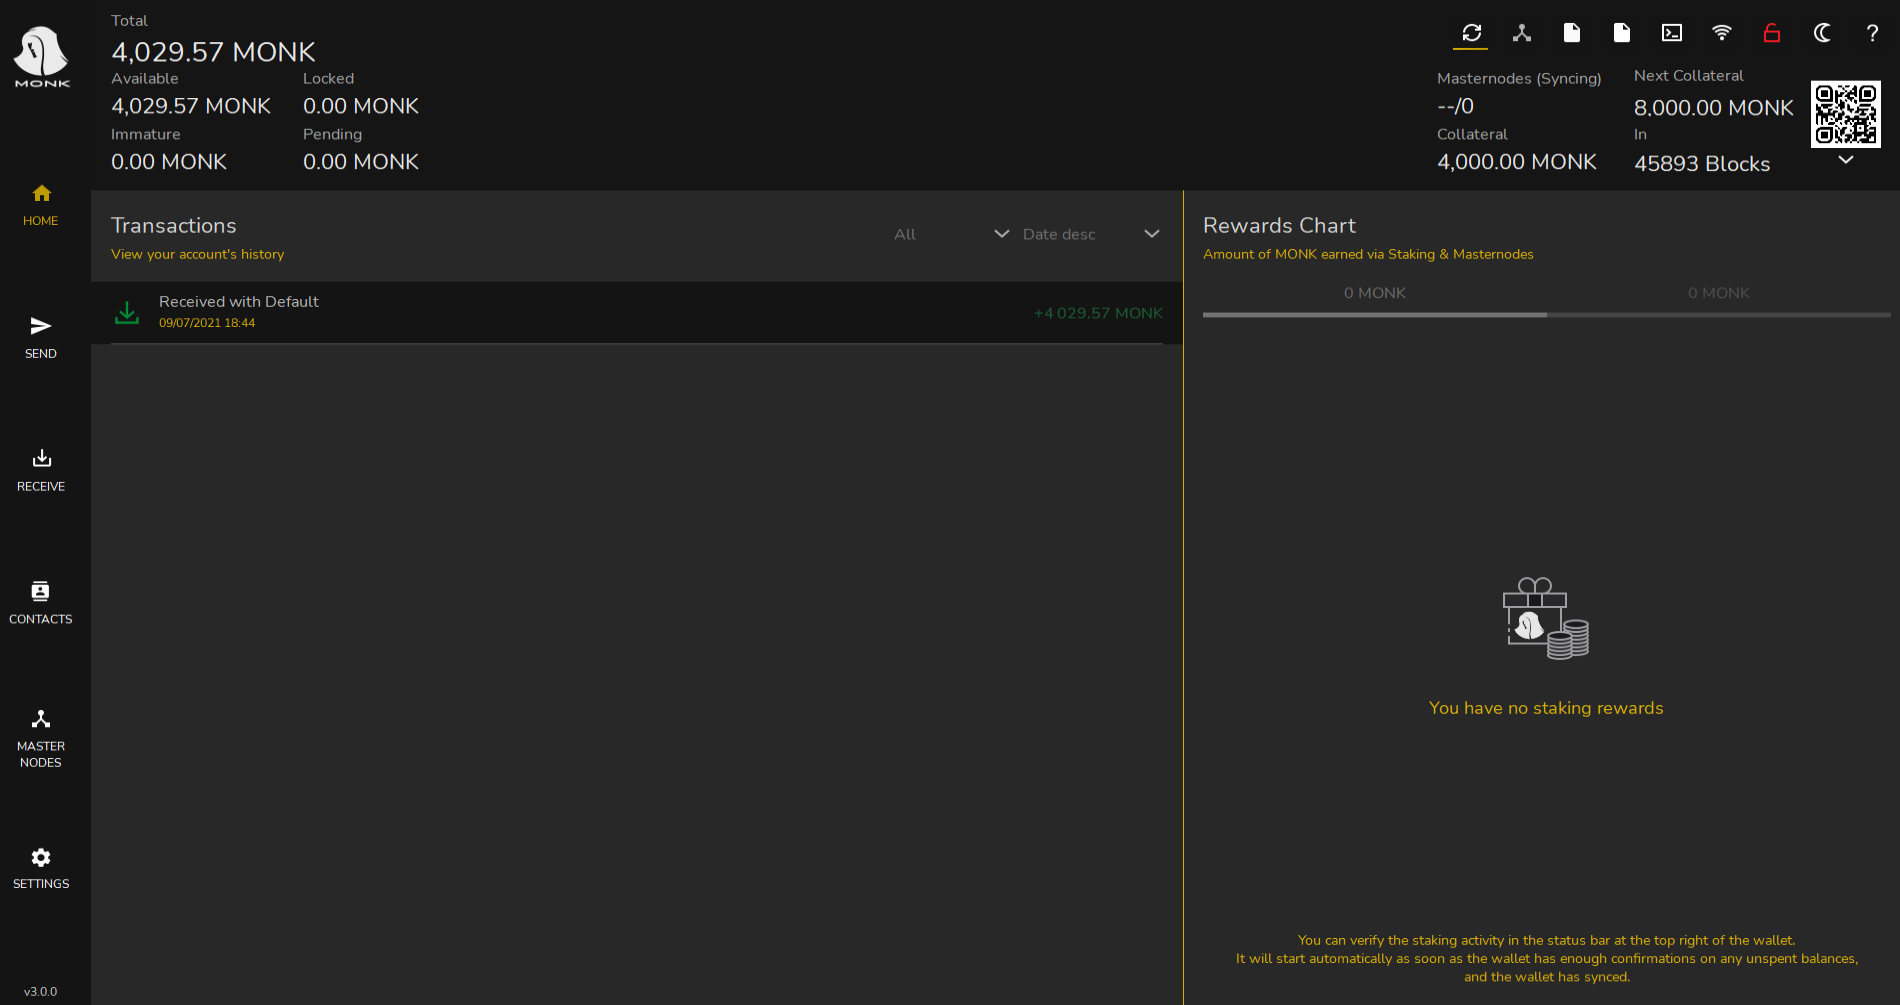 MONK
HOME
SEND
RECEIVE
CONTACTS
MASTER
NODES
SETTINGS
v3.0.0
Total
4,029.57 MONK
Available
Locked
4,029.57 MONK
0.00 MONK
Immature
Pending
0.00 MONK
0.00 MONK
?
Masternodes (Syncing)
--/0
Collateral
4,000.00 MONK
Next Collateral
8,000.00 MONK
In
45893 Blocks
Transactions
View your account's history
All
Date desc
Received with Default
09/07/2021 18:44
+4 029.57 MONK
Rewards Chart
Amount of MONK earned via Staking & Masternodes
0 MONK
0 MONK
You have no staking rewards
You can verify the staking activity in the status bar at the top right of the wallet.
It will start automatically as soon as the wallet has enough confirmations on any unspent balances,
and the wallet has synced.